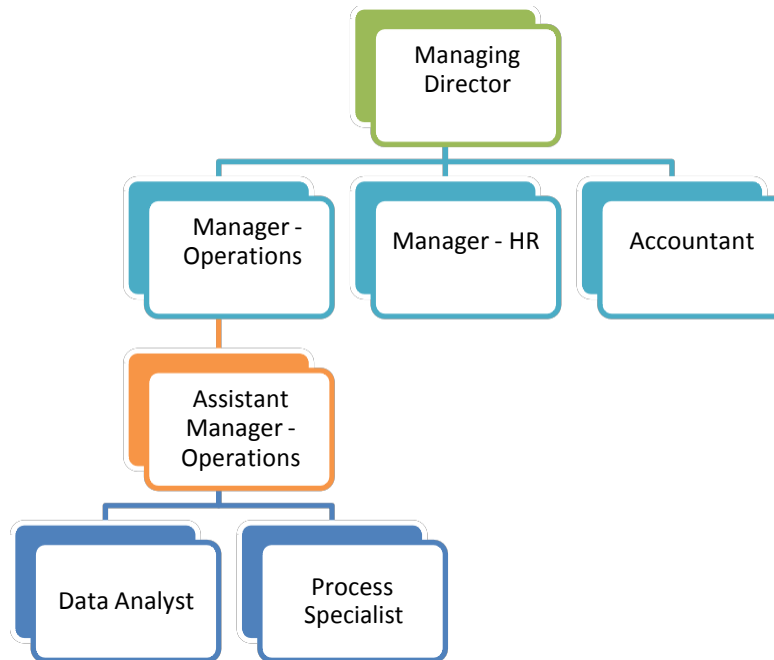 Managing
Director
Manager -
Operations
Manager - HR
Accountant
Assistant
Manager -
Operations
Data Analyst
Process
Specialist